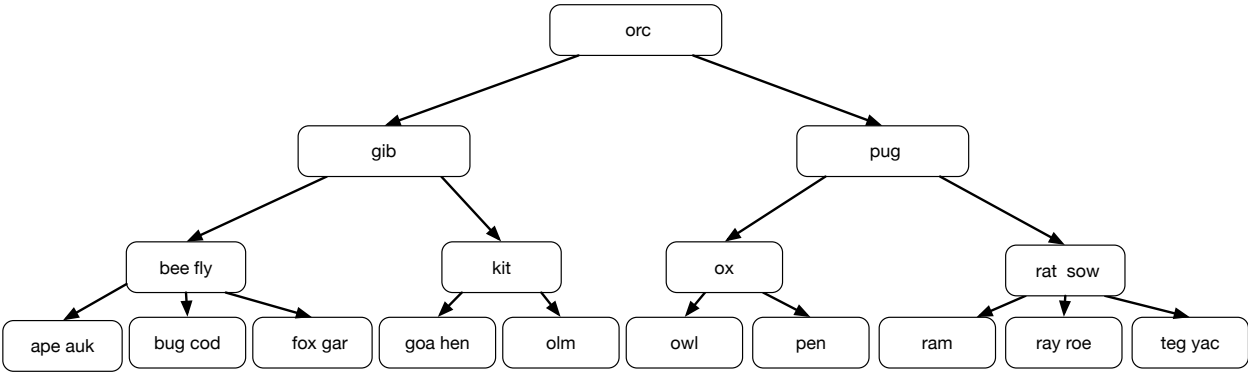 orc
gib
pug
bee fly
kit
ox
rat sow
ape auk
bug cod
fox gar
goa hen
olm
owl
pen
ram
ray roe
teg yac